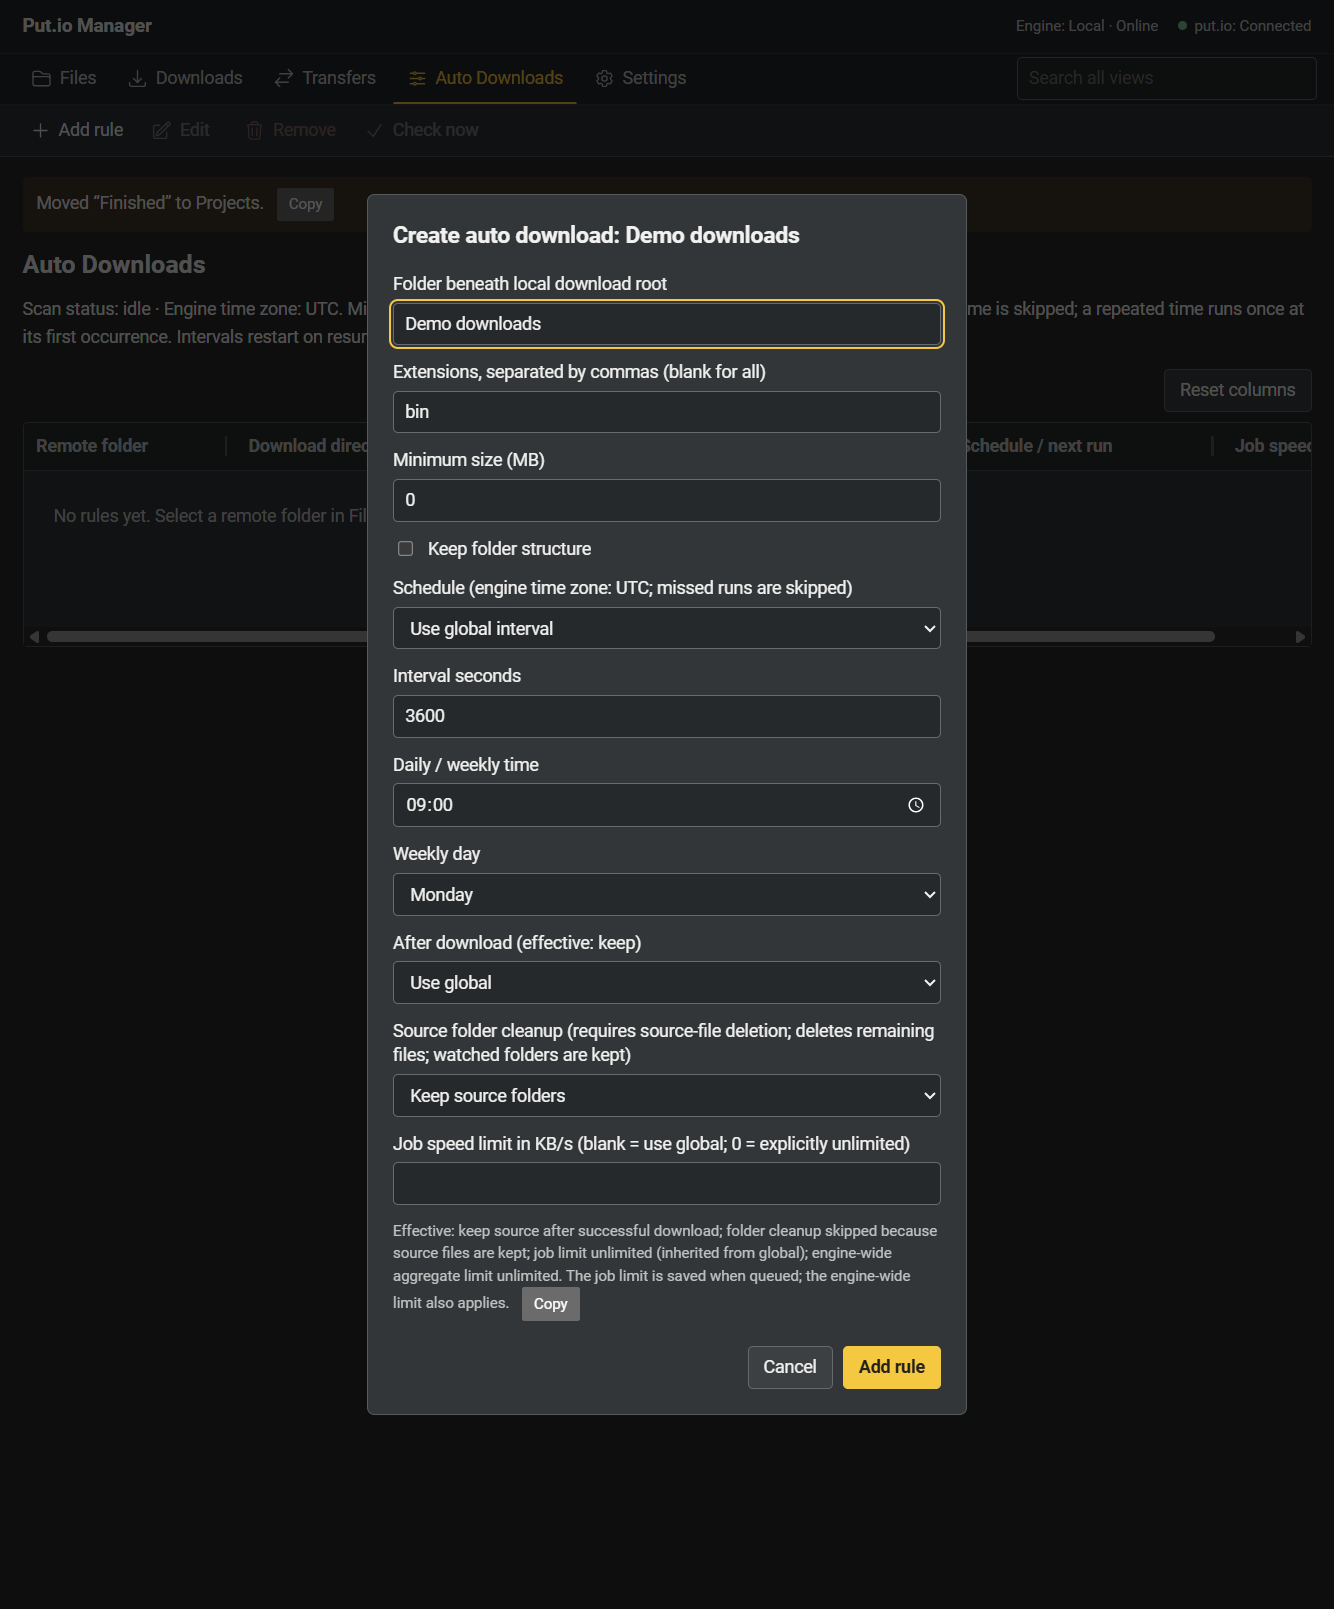 Put.io Manager
Engine: Local · Online
put.io: Connected
Files
Downloads
Transfers
Auto Downloads
Settings
Search all views
Add rule
Edit
Remove
Check now
Moved “Finished” to Projects.
Copy
Auto Downloads
Scan status: idle · Engine time zone: UTC. Mi
me is skipped; a repeated time runs once at
its first occurrence. Intervals restart on resur
Reset columns
Remote folder
Download direc
Schedule / next run
Job speed
No rules yet. Select a remote folder in Fil
Create auto download: Demo downloads
Folder beneath local download root
Demo downloads
Extensions, separated by commas (blank for all)
bin
Minimum size (MB)
0
Keep folder structure
Schedule (engine time zone: UTC; missed runs are skipped)
Use global interval
Interval seconds
3600
Daily / weekly time
09:00
Weekly day
Monday
After download (effective: keep)
Use global
Source folder cleanup (requires source-file deletion; deletes remaining
files; watched folders are kept)
Keep source folders
Job speed limit in KB/s (blank = use global; 0 = explicitly unlimited)
Effective: keep source after successful download; folder cleanup skipped because
source files are kept; job limit unlimited (inherited from global); engine-wide
aggregate limit unlimited. The job limit is saved when queued; the engine-wide
limit also applies.
Copy
Cancel
Add rule